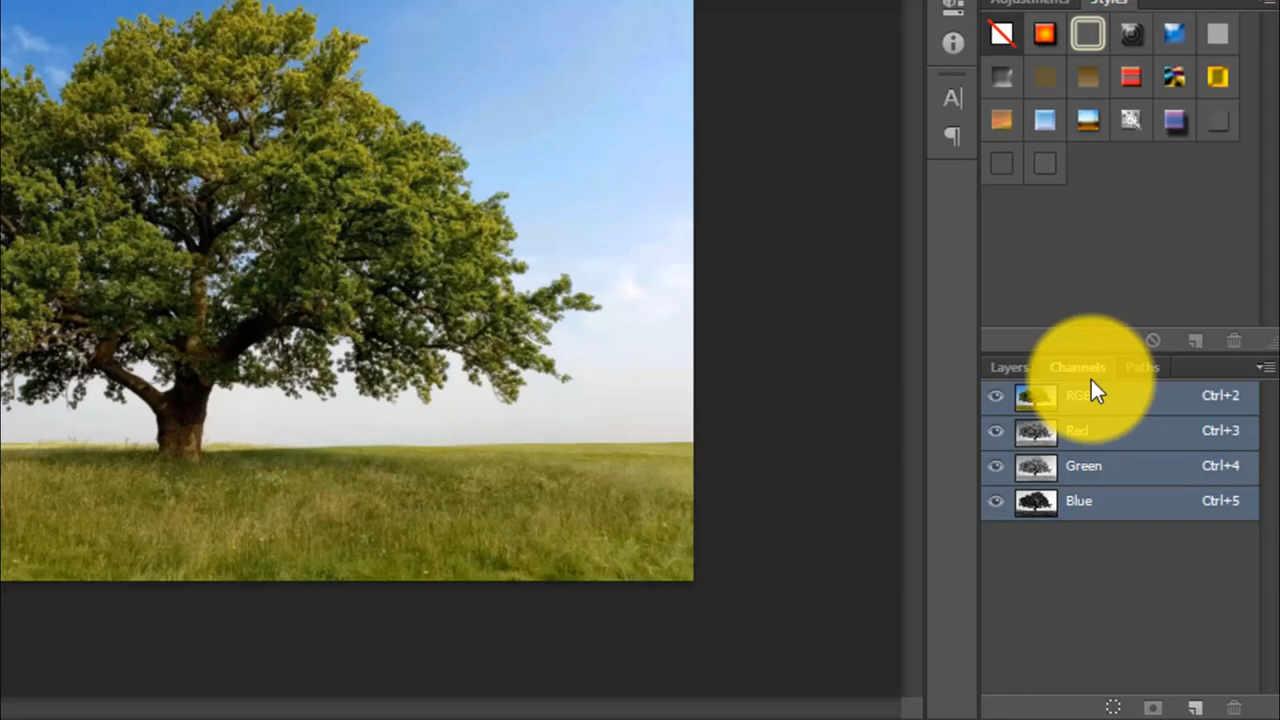 Adjustments Styles
A|
Layers Channels Paths
RGB Ctrl+2
Red Ctrl+3
Green Ctrl+4
Blue Ctrl+5